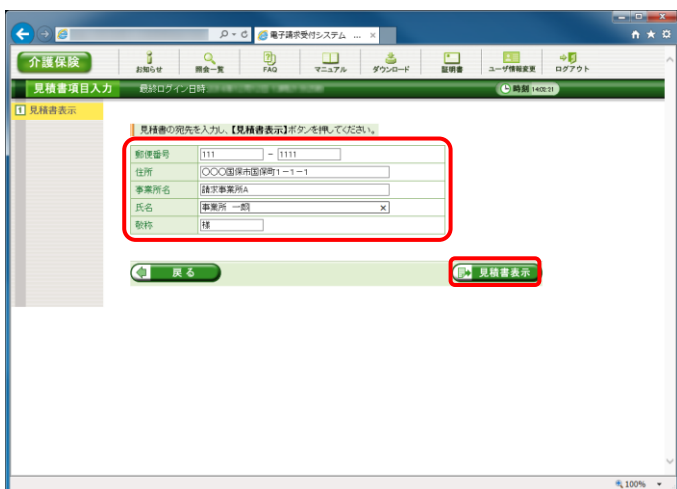 電子請求受付システム ...
介護保険
お知らせ 照会一覧 FAQ マニュアル ダウンロード 証明書 ユーザ情報変更 ログアウト
見積書項目入力 最終ログイン日時 時刻 14:02:31
1 見積書表示
見積書の宛先を入力し、【見積書表示】ボタンを押してください。
郵便番号 111 - 1111
住所 〇〇〇国保市国保町1-1-1
事業所名 請求事業所A
氏名 事業所 一郎
敬称 様
戻る 見積書表示
100%